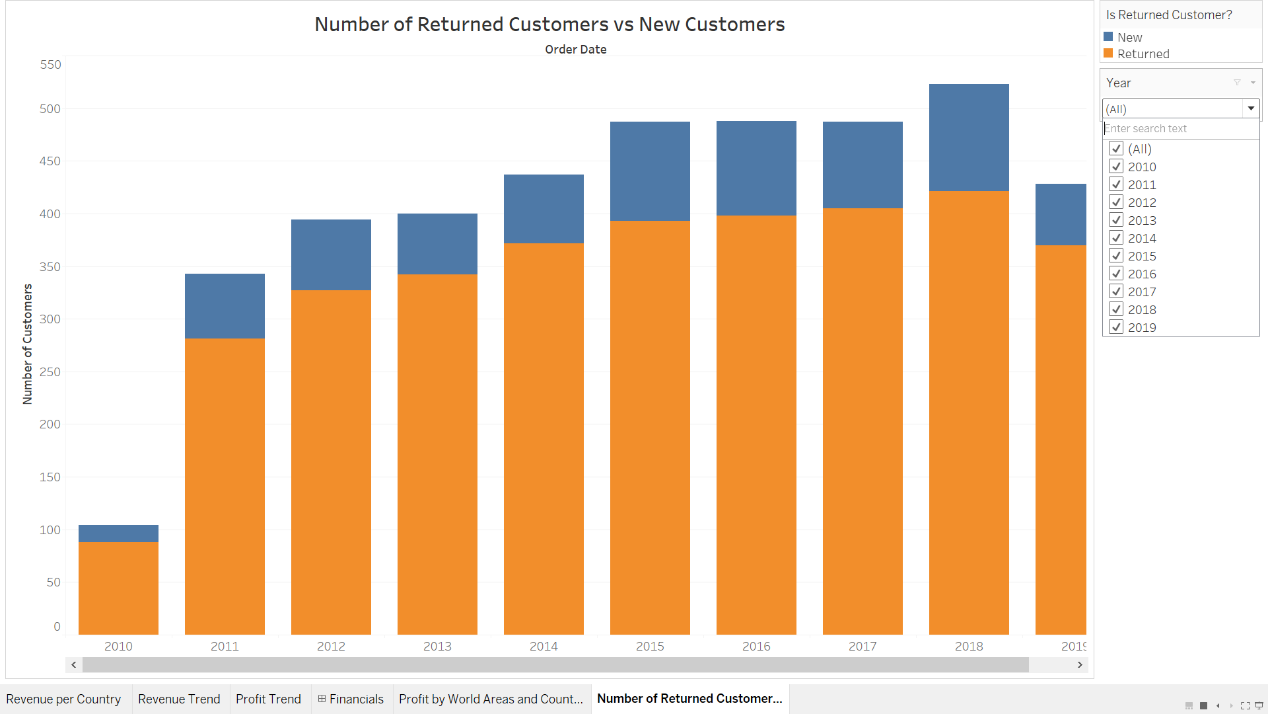 Number of Returned Customers vs New Customers
Order Date
Number of Customers
550
500
450
400
350
300
250
200
150
100
50
0
2010 2011 2012 2013 2014 2015 2016 2017 2018 2019
Is Returned Customer?
New
Returned
Year
(All)
Enter search text
(All)
2010
2011
2012
2013
2014
2015
2016
2017
2018
2019
Revenue per Country Revenue Trend Profit Trend Financials Profit by World Areas and Count... Number of Returned Customer...